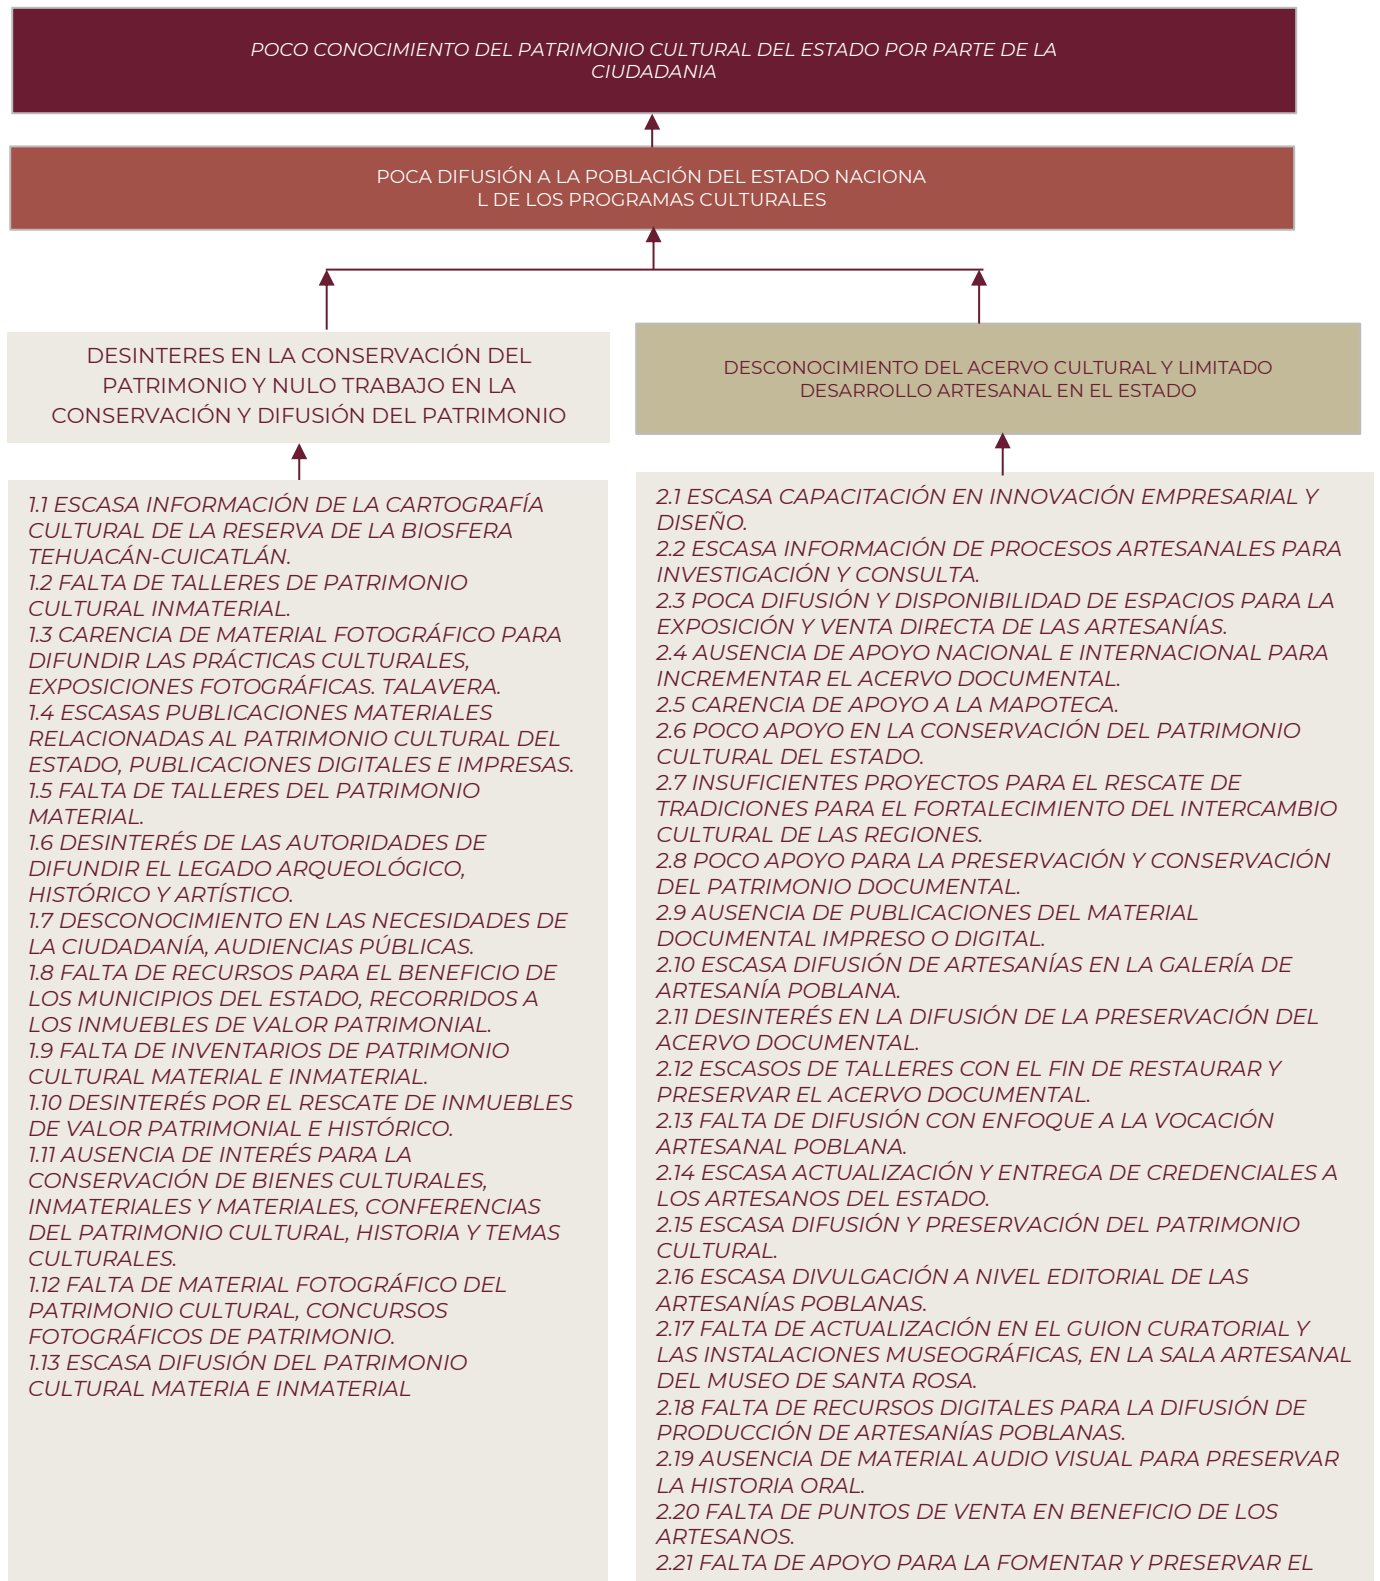 POCO CONOCIMIENTO DEL PATRIMONIO CULTURAL DEL ESTADO POR PARTE DE LA
CIUDADANIA
POCA DIFUSIÓN A LA POBLACIÓN DEL ESTADO NACIONA
L DE LOS PROGRAMAS CULTURALES
DESINTERES EN LA CONSERVACIÓN DEL
PATRIMONIO Y NULO TRABAJO EN LA
CONSERVACIÓN Y DIFUSIÓN DEL PATRIMONIO
DESCONOCIMIENTO DEL ACERVO CULTURAL Y LIMITADO
DESARROLLO ARTESANAL EN EL ESTADO
1.1 ESCASA INFORMACIÓN DE LA CARTOGRAFÍA
CULTURAL DE LA RESERVA DE LA BIOSFERA
TEHUACÁN-CUICATLÁN.
1.2 FALTA DE TALLERES DE PATRIMONIO
CULTURAL INMATERIAL.
1.3 CARENCIA DE MATERIAL FOTOGRÁFICO PARA
DIFUNDIR LAS PRÁCTICAS CULTURALES,
EXPOSICIONES FOTOGRÁFICAS. TALAVERA.
1.4 ESCASAS PUBLICACIONES MATERIALES
RELACIONADAS AL PATRIMONIO CULTURAL DEL
ESTADO, PUBLICACIONES DIGITALES E IMPRESAS.
1.5 FALTA DE TALLERES DEL PATRIMONIO
MATERIAL.
1.6 DESINTERÉS DE LAS AUTORIDADES DE
DIFUNDIR EL LEGADO ARQUEOLÓGICO,
HISTÓRICO Y ARTÍSTICO.
1.7 DESCONOCIMIENTO EN LAS NECESIDADES DE
LA CIUDADANÍA, AUDIENCIAS PÚBLICAS.
1.8 FALTA DE RECURSOS PARA EL BENEFICIO DE
LOS MUNICIPIOS DEL ESTADO, RECORRIDOS A
LOS INMUEBLES DE VALOR PATRIMONIAL.
1.9 FALTA DE INVENTARIOS DE PATRIMONIO
CULTURAL MATERIAL E INMATERIAL.
1.10 DESINTERÉS POR EL RESCATE DE INMUEBLES
DE VALOR PATRIMONIAL E HISTÓRICO.
1.11 AUSENCIA DE INTERÉS PARA LA
CONSERVACIÓN DE BIENES CULTURALES,
INMATERIALES Y MATERIALES, CONFERENCIAS
DEL PATRIMONIO CULTURAL, HISTORIA Y TEMAS
CULTURALES.
1.12 FALTA DE MATERIAL FOTOGRÁFICO DEL
PATRIMONIO CULTURAL, CONCURSOS
FOTOGRÁFICOS DE PATRIMONIO.
1.13 ESCASA DIFUSIÓN DEL PATRIMONIO
CULTURAL MATERIA E INMATERIAL
2.1 ESCASA CAPACITACIÓN EN INNOVACIÓN EMPRESARIAL Y
DISEÑO.
2.2 ESCASA INFORMACIÓN DE PROCESOS ARTESANALES PARA
INVESTIGACIÓN Y CONSULTA.
2.3 POCA DIFUSIÓN Y DISPONIBILIDAD DE ESPACIOS PARA LA
EXPOSICIÓN Y VENTA DIRECTA DE LAS ARTESANÍAS.
2.4 AUSENCIA DE APOYO NACIONAL E INTERNACIONAL PARA
INCREMENTAR EL ACERVO DOCUMENTAL.
2.5 CARENCIA DE APOYO A LA MAPOTECA.
2.6 POCO APOYO EN LA CONSERVACIÓN DEL PATRIMONIO
CULTURAL DEL ESTADO.
2.7 INSUFICIENTES PROYECTOS PARA EL RESCATE DE
TRADICIONES PARA EL FORTALECIMIENTO DEL INTERCAMBIO
CULTURAL DE LAS REGIONES.
2.8 POCO APOYO PARA LA PRESERVACIÓN Y CONSERVACIÓN
DEL PATRIMONIO DOCUMENTAL.
2.9 AUSENCIA DE PUBLICACIONES DEL MATERIAL
DOCUMENTAL IMPRESO O DIGITAL.
2.10 ESCASA DIFUSIÓN DE ARTESANÍAS EN LA GALERÍA DE
ARTESANÍA POBLANA.
2.11 DESINTERÉS EN LA DIFUSIÓN DE LA PRESERVACIÓN DEL
ACERVO DOCUMENTAL.
2.12 ESCASOS DE TALLERES CON EL FIN DE RESTAURAR Y
PRESERVAR EL ACERVO DOCUMENTAL.
2.13 FALTA DE DIFUSIÓN CON ENFOQUE A LA VOCACIÓN
ARTESANAL POBLANA.
2.14 ESCASA ACTUALIZACIÓN Y ENTREGA DE CREDENCIALES A
LOS ARTESANOS DEL ESTADO.
2.15 ESCASA DIFUSIÓN Y PRESERVACIÓN DEL PATRIMONIO
CULTURAL.
2.16 ESCASA DIVULGACIÓN A NIVEL EDITORIAL DE LAS
ARTESANÍAS POBLANAS.
2.17 FALTA DE ACTUALIZACIÓN EN EL GUION CURATORIAL Y
LAS INSTALACIONES MUSEOGRÁFICAS, EN LA SALA ARTESANAL
DEL MUSEO DE SANTA ROSA.
2.18 FALTA DE RECURSOS DIGITALES PARA LA DIFUSIÓN DE
PRODUCCIÓN DE ARTESANÍAS POBLANAS.
2.19 AUSENCIA DE MATERIAL AUDIO VISUAL PARA PRESERVAR
LA HISTORIA ORAL.
2.20 FALTA DE PUNTOS DE VENTA EN BENEFICIO DE LOS
ARTESANOS.
2.21 FALTA DE APOYO PARA LA FOMENTAR Y PRESERVAR EL